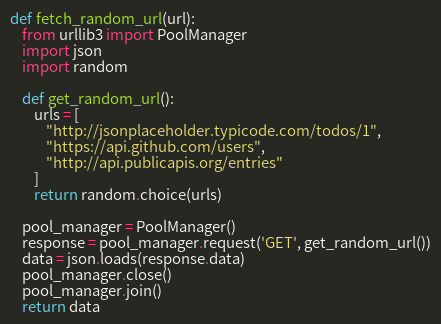 def fetch_random_url(url):
    from urllib3 import PoolManager
    import json
    import random

    def get_random_url():
        urls = [
            "http://jsonplaceholder.typicode.com/todos/1",
            "https://api.github.com/users",
            "http://api.publicapis.org/entries"
        ]
        return random.choice(urls)

    pool_manager = PoolManager()
    response = pool_manager.request('GET', get_random_url())
    data = json.loads(response.data)
    pool_manager.close()
    pool_manager.join()
    return data